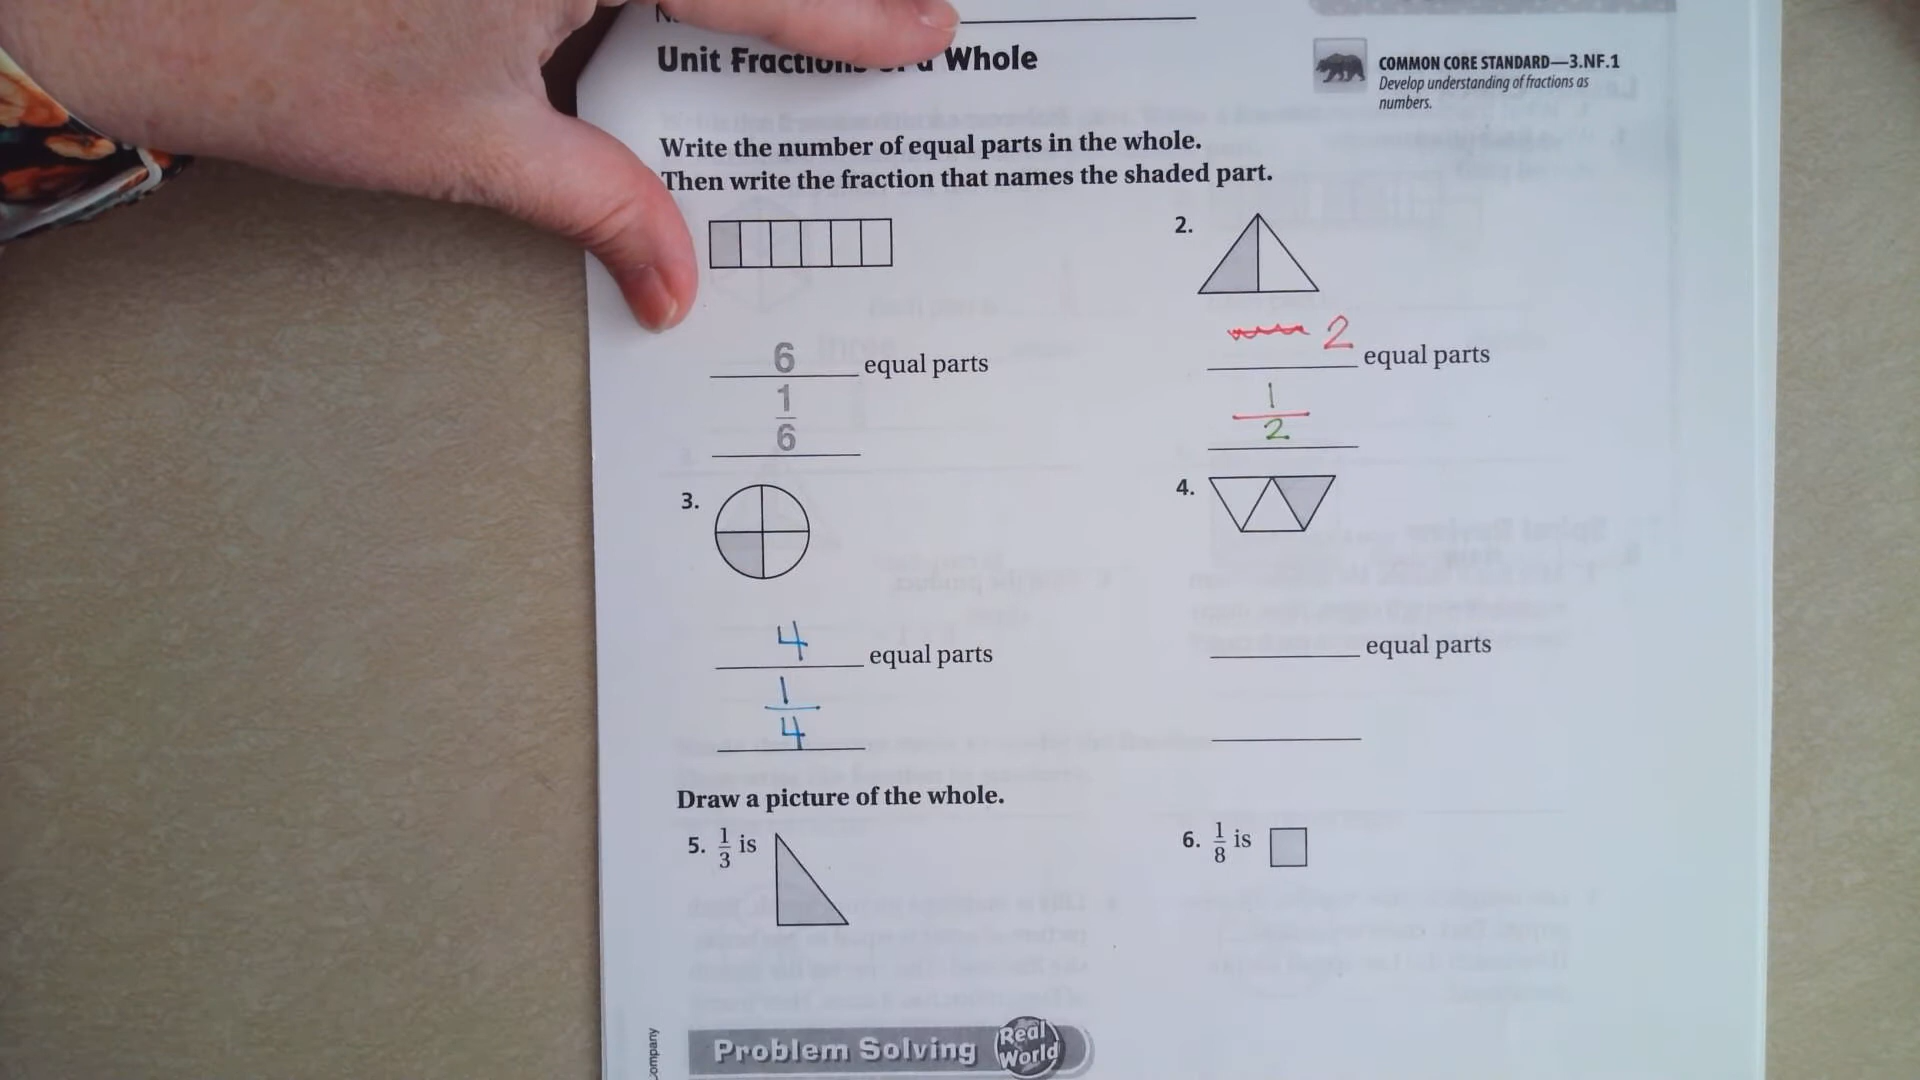 Unit Fractions Whole
COMMON CORE STANDARD—3.NF.1
Develop understanding of fractions as
numbers.
Write the number of equal parts in the whole.
Then write the fraction that names the shaded part.
6 equal parts
1
6
2.
2 equal parts
1
2
3.
4 equal parts
1
4
4.
equal parts
Draw a picture of the whole.
5. 1/3 is
6. 1/8 is
Problem Solving Real World